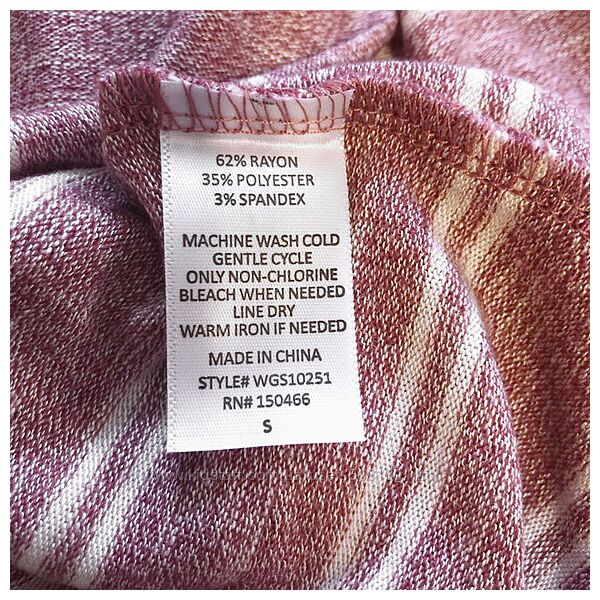 62% RAYON
35% POLYESTER
3% SPANDEX
MACHINE WASH COLD
GENTLE CYCLE
ONLY NON-CHLORINE
BLEACH WHEN NEEDED
LINE DRY
WARM IRON IF NEEDED
MADE IN CHINA
STYLE# WGS10251
RN# 150466
S